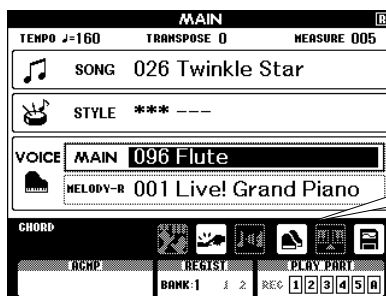 MAIN
TEMPO ♩=160 TRANSPOSE 0 MEASURE 005
SONG 026 Twinkle Star
STYLE *** ---
VOICE MAIN 096 Flute
MELODY-R 001 Live! Grand Piano
CHORD
ACMP REGIST PLAY PART
BANK:1 1 2 REC 1 2 3 4 5 A